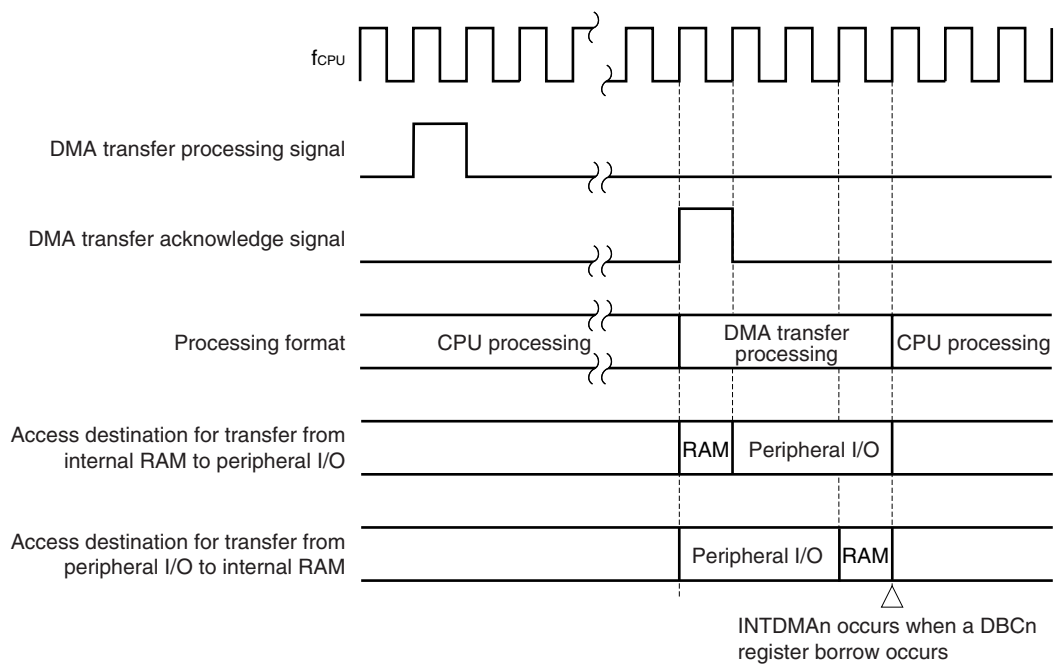 fCPU
DMA transfer processing signal
DMA transfer acknowledge signal
Processing format
CPU processing
DMA transfer
processing
CPU processing
Access destination for transfer from
internal RAM to peripheral I/O
RAM
Peripheral I/O
Access destination for transfer from
peripheral I/O to internal RAM
Peripheral I/O
RAM
INTDMAn occurs when a DBCn
register borrow occurs